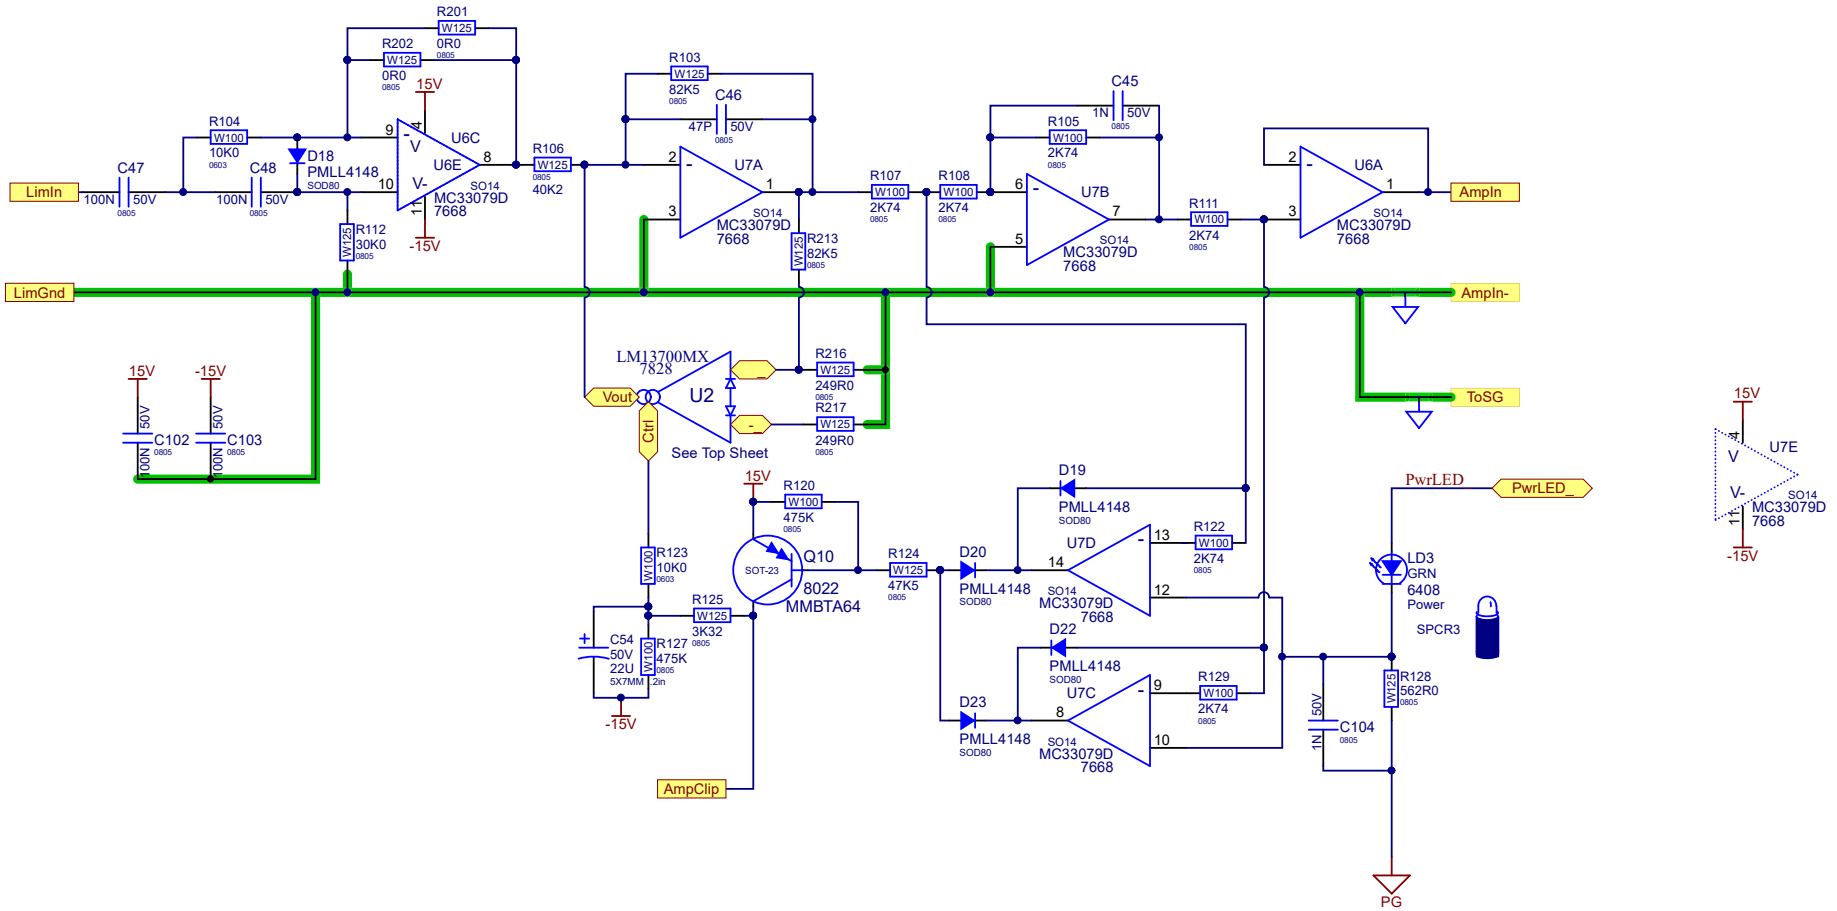 R201
W125
0R0
0805
R202
W125
0R0
0805
15V
R104
W100
10K0
0603
D18
PMLL4148
SOD80
C47
100N 50V
0805
C48
100N 50V
0805
LimIn
9
10
4
11
-
V
V-
U6C
U6E
8
SO14
MC33079D
7668
-15V
R112
W125
30K0
0805
R106
W125
0805
40K2
R103
W125
82K5
0805
C46
47P 50V
0805
2
3
-
U7A
1
SO14
MC33079D
7668
R213
W125
82K5
0805
R107
W100
2K74
0805
R108
W100
2K74
0805
C45
1N 50V
0805
R105
W100
2K74
0805
6
5
-
U7B
7
SO14
MC33079D
7668
R111
W100
2K74
0805
2
3
-
U6A
1
SO14
MC33079D
7668
AmpIn
LimGnd
AmpIn-
ToSG
15V
-15V
50V
C102
0805
100N
50V
C103
0805
100N
LM13700MX
7828
U2
Vout
Ctrl
_
-_
See Top Sheet
R216
W125
249R0
0805
R217
W125
249R0
0805
15V
R120
W100
475K
0805
Q10
SOT-23
8022
MMBTA64
R123
W100
10K0
0603
R125
W125
3K32
0805
R127
W100
475K
0805
+
C54
50V
22U
5X7MM .2in
-15V
AmpClip
R124
W125
47K5
0805
D20
PMLL4148
SOD80
D19
PMLL4148
SOD80
U7D
14
13
12
-
SO14
MC33079D
7668
R122
W100
2K74
0805
D22
PMLL4148
SOD80
D23
PMLL4148
SOD80
U7C
8
9
10
-
SO14
MC33079D
7668
R129
W100
2K74
0805
PwrLED
PwrLED_
LD3
GRN
6408
Power
SPCR3
R128
W125
562R0
0805
50V
C104
0805
1N
PG
15V
4
V
V-
11
U7E
SO14
MC33079D
7668
-15V